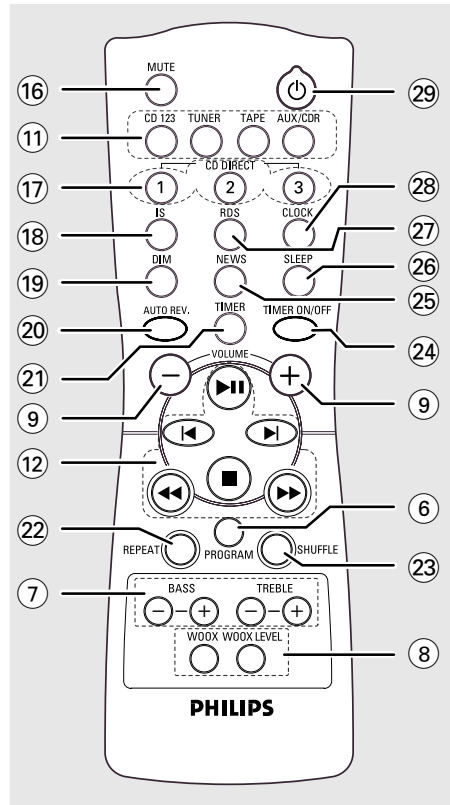 MUTE
16 29
CD 123 TUNER TAPE AUX/CDR
11
CD DIRECT
17 1 2 3 28
IS RDS CLOCK
18 27
DIM NEWS SLEEP
19 26
25
AUTO REV. TIMER TIMER ON/OFF
20
21 24
VOLUME
9 − + 9
12
22 6
REPEAT PROGRAM SHUFFLE
23
7 BASS TREBLE
− - + − - +
WOOX WOOX LEVEL
8
PHILIPS